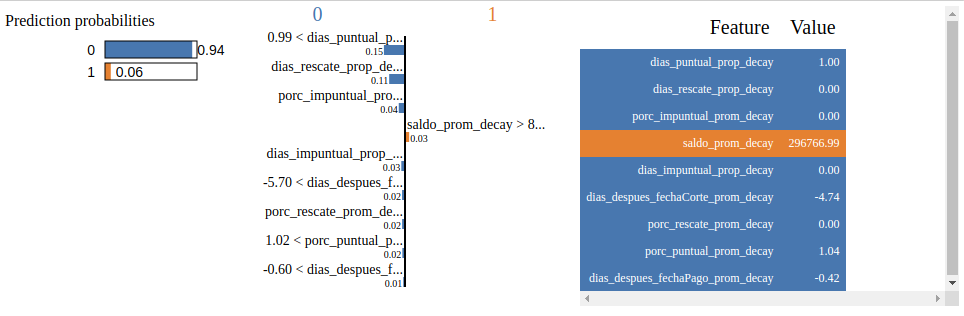 Prediction probabilities
0
0.94
1
0.06
0
1
0.99 < dias_puntual_p...
0.15
dias_rescate_prop_de...
0.11
porc_impuntual_pro...
0.04
saldo_prom_decay > 8...
0.03
dias_impuntual_prop_...
0.03
-5.70 < dias_despues_f...
0.02
porc_rescate_prom_de...
0.02
1.02 < porc_puntual_p...
0.02
-0.60 < dias_despues_f...
0.01
Feature Value
dias_puntual_prop_decay 1.00
dias_rescate_prop_decay 0.00
porc_impuntual_prom_decay 0.00
saldo_prom_decay 296766.99
dias_impuntual_prop_decay 0.00
dias_despues_fechaCorte_prom_decay -4.74
porc_rescate_prom_decay 0.00
porc_puntual_prom_decay 1.04
dias_despues_fechaPago_prom_decay -0.42